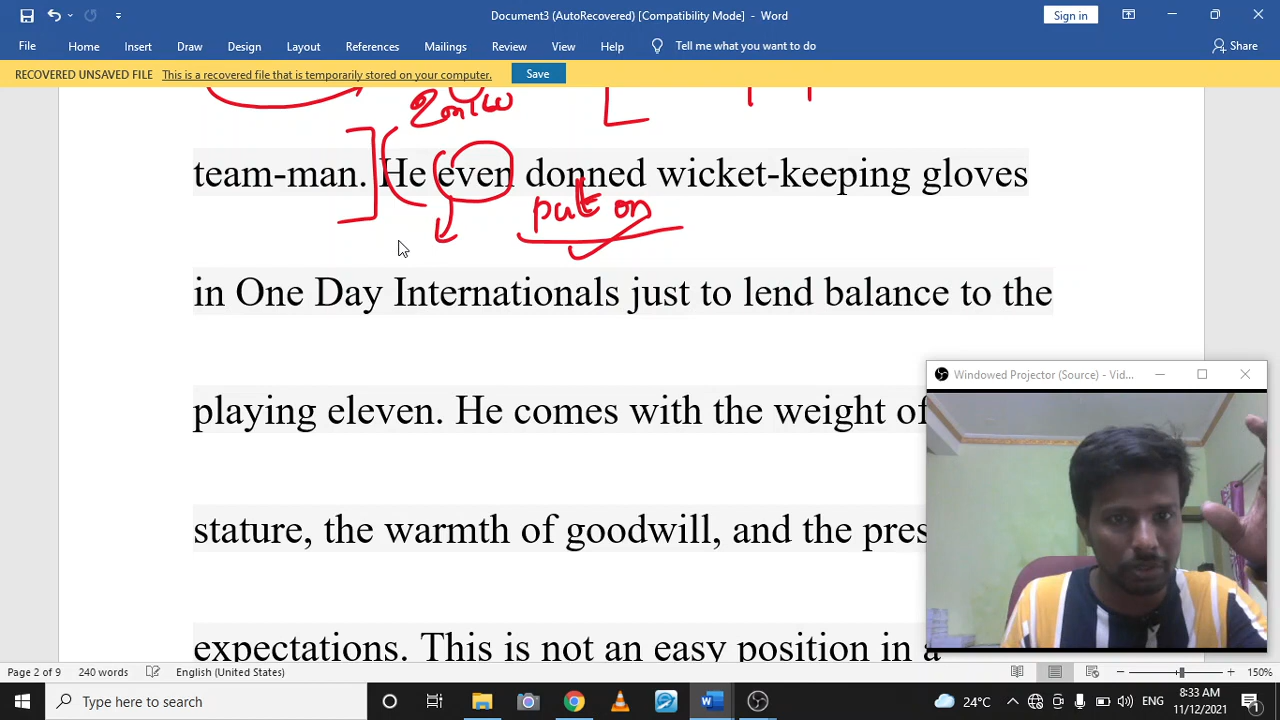 Document3 (AutoRecovered) [Compatibility Mode] - Word
Sign in
File Home Insert Draw Design Layout References Mailings Review View Help Tell me what you want to do Share
RECOVERED UNSAVED FILE This is a recovered file that is temporarily stored on your computer. Save
team-man. He even donned wicket-keeping gloves
put on
in One Day Internationals just to lend balance to the
Windowed Projector (Source) - Vid...
playing eleven. He comes with the weight of
stature, the warmth of goodwill, and the pres
expectations. This is not an easy position in a
Page 2 of 9 240 words English (United States) 150%
Type here to search 24°C ENG 8:33 AM
11/12/2021